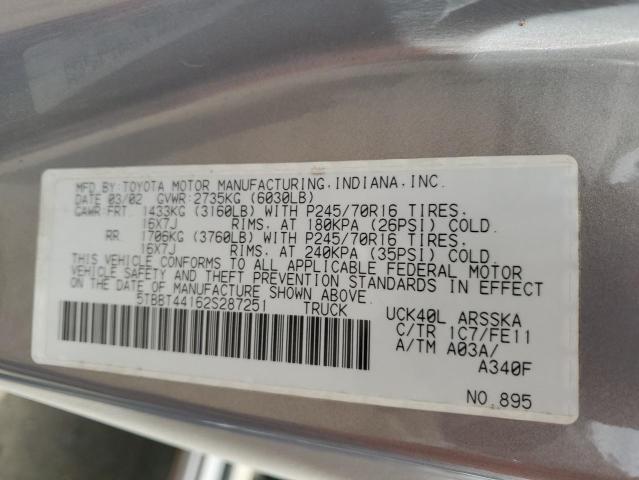 MFD.BY:TOYOTA MOTOR MANUFACTURING,INDIANA,INC.
DATE 03/02 GVWR:2735KG (6030LB)
GAWR:FRT. 1433KG (3160LB) WITH P245/70R16 TIRES.
16X7J RIMS. AT 180KPA (26PSI) COLD.
RR. 1706KG (3760LB) WITH P245/70R16 TIRES.
16X7J RIMS. AT 240KPA (35PSI) COLD.
THIS VEHICLE CONFORMS TO ALL APPLICABLE FEDERAL MOTOR
VEHICLE SAFETY AND THEFT PREVENTION STANDARDS IN EFFECT
ON THE DATE OF MANUFACTURE SHOWN ABOVE.
5TBBT44162S287251 TRUCK
UCK40L ARSSKA
C/TR 1C7/FE11
A/TM A03A/
A340F
NO.895